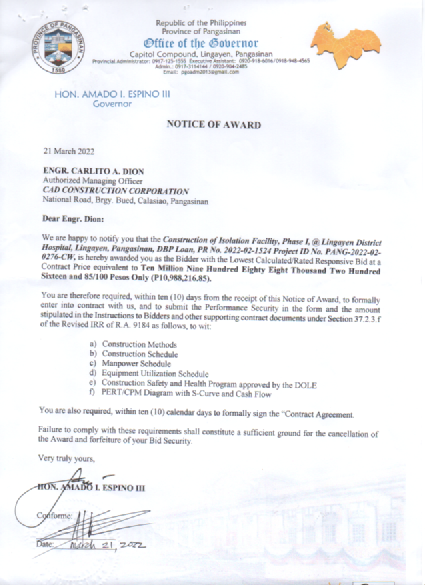 Republic of the Philippines
Province of Pangasinan
Office of the Governor
Capitol Compound, Lingayen, Pangasinan
PROVINCE OF PANGASINAN
HON. AMADO I. ESPINO III
Governor
NOTICE OF AWARD
21 March 2022
ENGR. CARLITO A. DION
Authorized Managing Officer
CAD CONSTRUCTION CORPORATION
National Road, Brgy. Bued, Calasiao, Pangasinan
Dear Engr. Dion:
We are happy to notify you that the Construction of Isolation Facility, Phase I, @ Lingayen District
Hospital, Lingayen, Pangasinan, DBP Loan, PR No. 2022-02-1524 Project ID No. PANG-2022-02-
0276-CW, is hereby awarded you as the Bidder with the Lowest Calculated/Rated Responsive Bid at a
Contract Price equivalent to Ten Million Nine Hundred Eighty Eight Thousand Two Hundred
Sixteen and 85/100 Pesos Only (P10,988,216.85).
You are therefore required, within ten (10) days from the receipt of this Notice of Award, to formally
enter into contract with us, and to submit the Performance Security in the form and the amount
stipulated in the Instructions to Bidders and other supporting contract documents under Section 37.2.3.f
of the Revised IRR of R.A. 9184 as follows, to wit:
a) Construction Methods
b) Construction Schedule
c) Manpower Schedule
d) Equipment Utilization Schedule
e) Construction Safety and Health Program approved by the DOLE
f) PERT/CPM Diagram with S-Curve and Cash Flow
You are also required, within ten (10) calendar days to formally sign the "Contract Agreement.
Failure to comply with these requirements shall constitute a sufficient ground for the cancellation of
the Award and forfeiture of your Bid Security.
Very truly yours,
HON. AMADO I. ESPINO III
Conforme:
Date: March 21, 2022